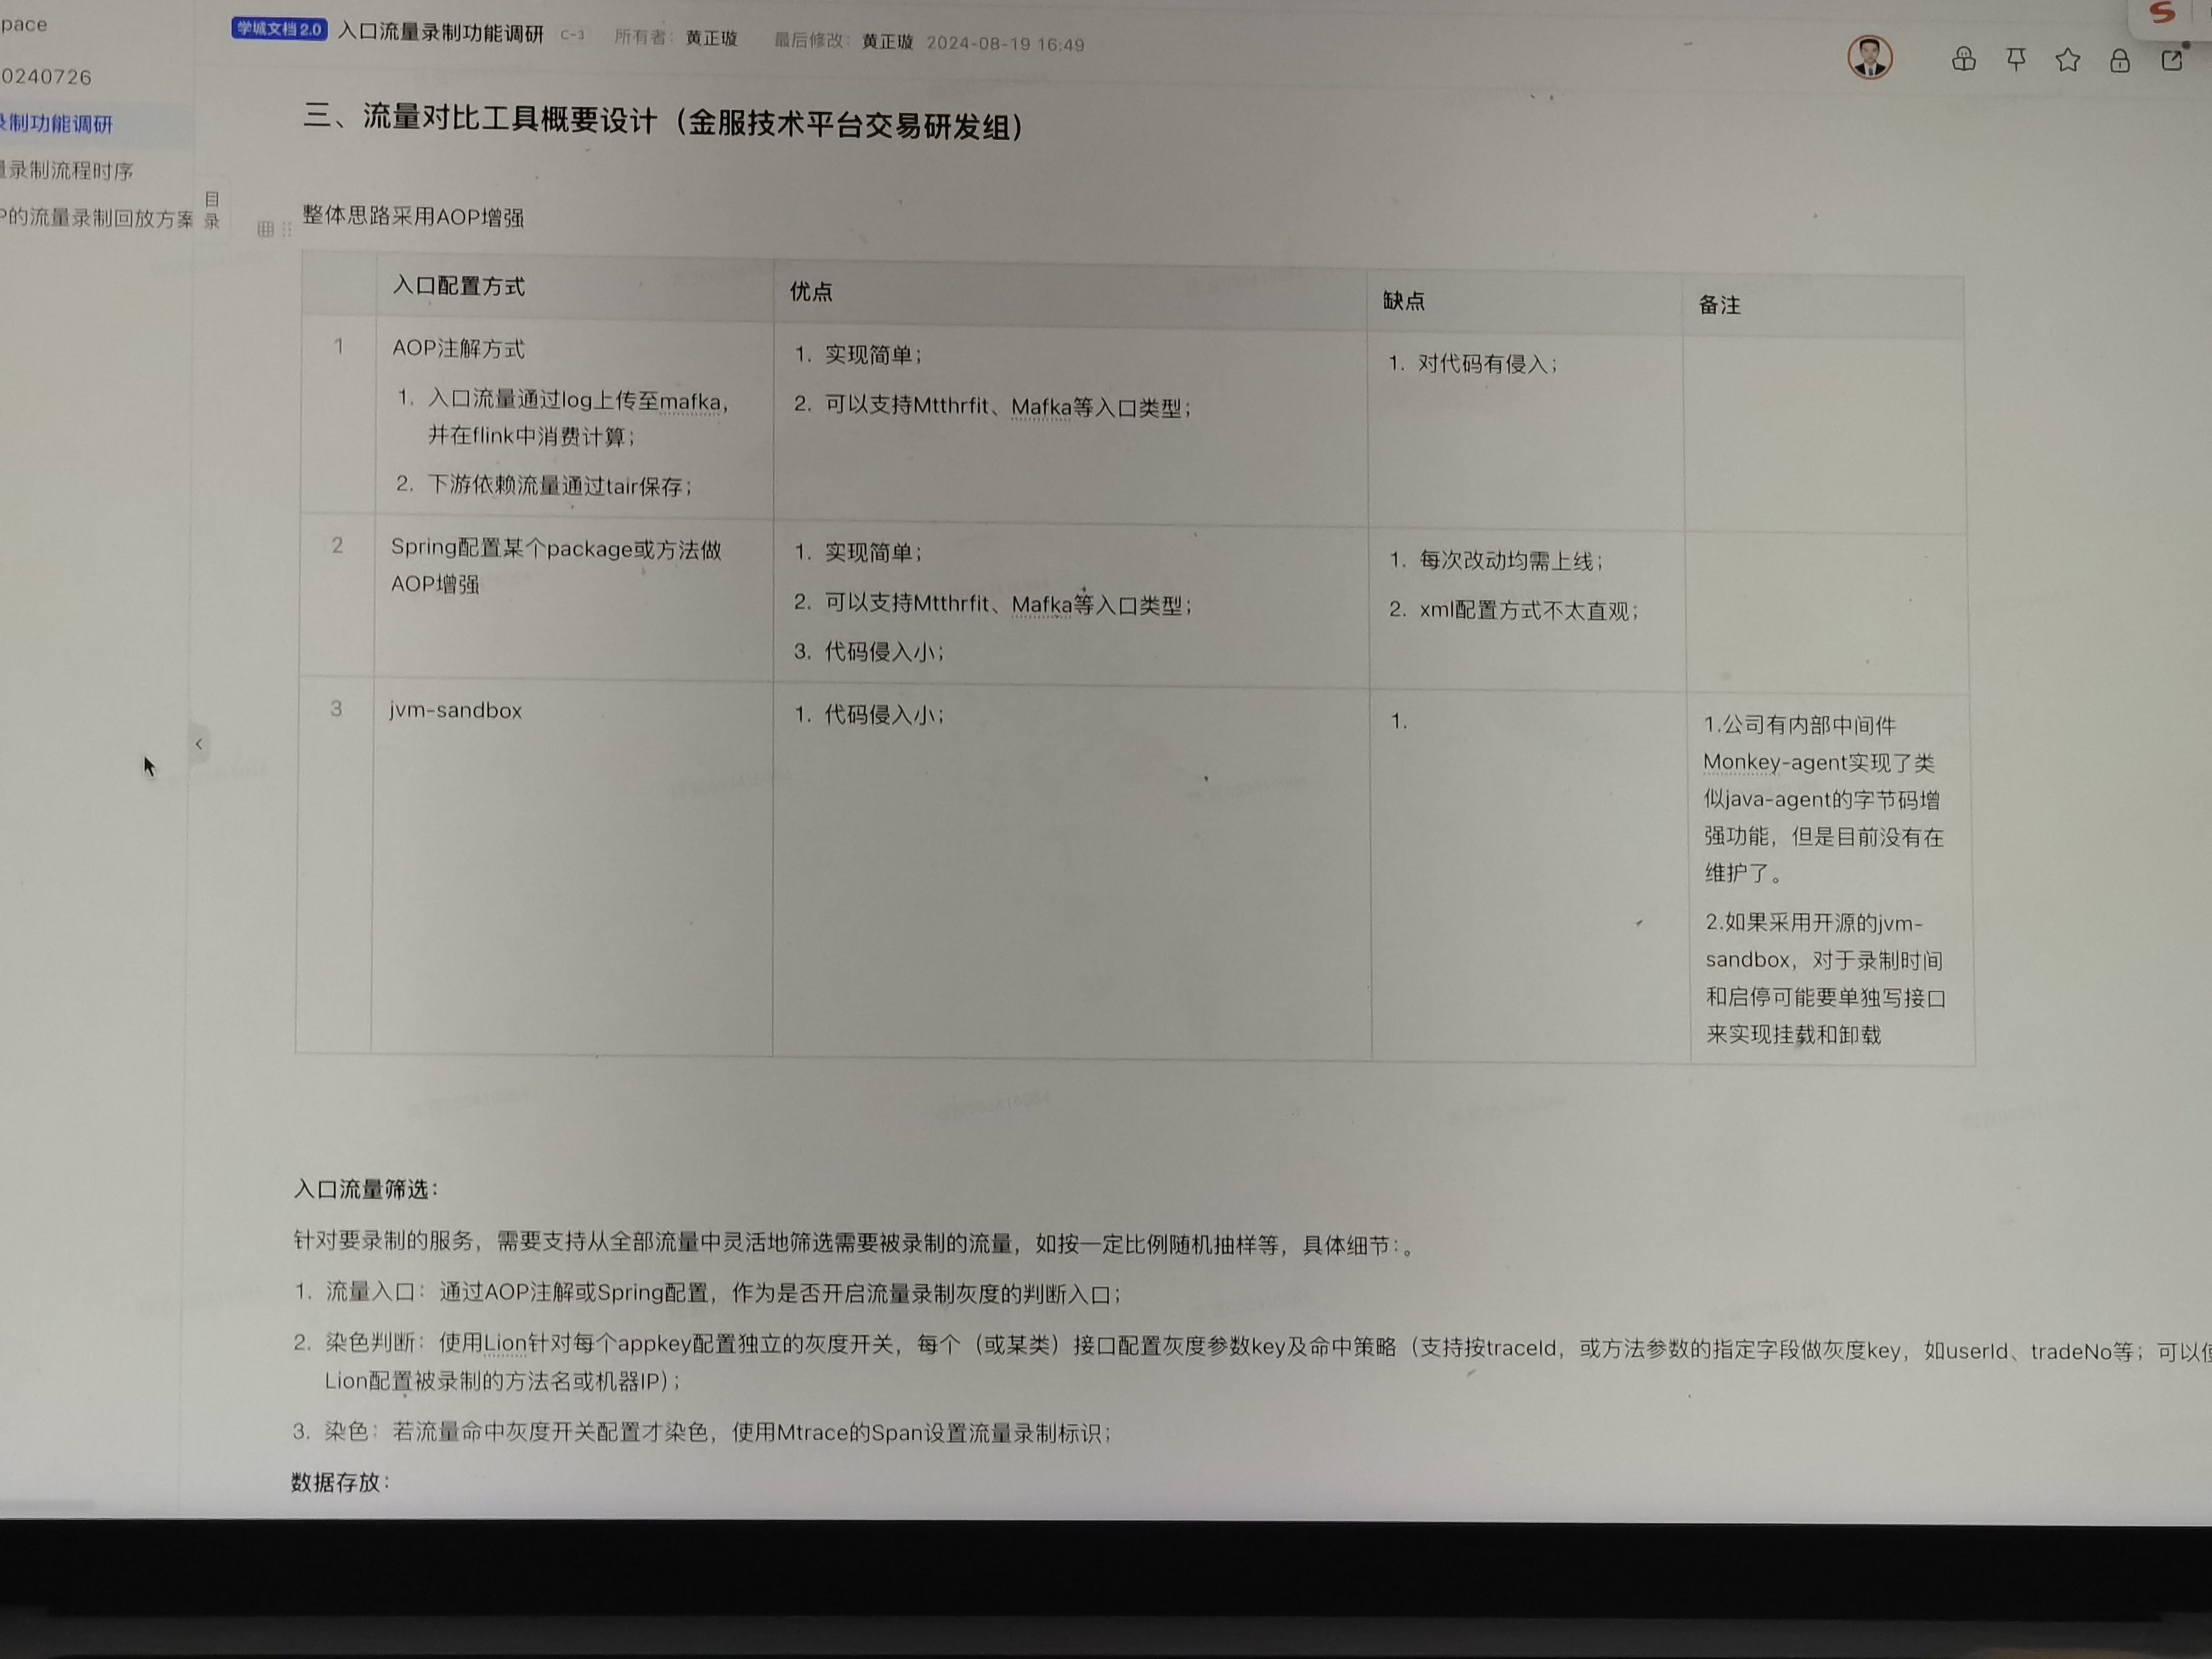 pace
0240726
录制功能调研
量录制流程时序
P的流量录制回放方案
目录
学城文档2.0 入口流量录制功能调研 C-3 所有者：黄正璇 最后修改：黄正璇 2024-08-19 16:49
三、流量对比工具概要设计（金服技术平台交易研发组）
整体思路采用AOP增强
入口配置方式 优点 缺点 备注
1
AOP注解方式
1. 入口流量通过log上传至mafka，
并在flink中消费计算；
2. 下游依赖流量通过tair保存；
1. 实现简单；
2. 可以支持Mtthrfit、Mafka等入口类型；
1. 对代码有侵入；
2
Spring配置某个package或方法做
AOP增强
1. 实现简单；
2. 可以支持Mtthrfit、Mafka等入口类型；
3. 代码侵入小；
1. 每次改动均需上线；
2. xml配置方式不太直观；
3
jvm-sandbox
1. 代码侵入小；
1.
1.公司有内部中间件
Monkey-agent实现了类
似java-agent的字节码增
强功能，但是目前没有在
维护了。
2.如果采用开源的jvm-
sandbox，对于录制时间
和启停可能要单独写接口
来实现挂载和卸载
入口流量筛选：
针对要录制的服务，需要支持从全部流量中灵活地筛选需要被录制的流量，如按一定比例随机抽样等，具体细节：。
1. 流量入口：通过AOP注解或Spring配置，作为是否开启流量录制灰度的判断入口；
2. 染色判断：使用Lion针对每个appkey配置独立的灰度开关，每个（或某类）接口配置灰度参数key及命中策略（支持按traceId，或方法参数的指定字段做灰度key，如userId、tradeNo等；可以使
Lion配置被录制的方法名或机器IP）；
3. 染色：若流量命中灰度开关配置才染色，使用Mtrace的Span设置流量录制标识；
数据存放：